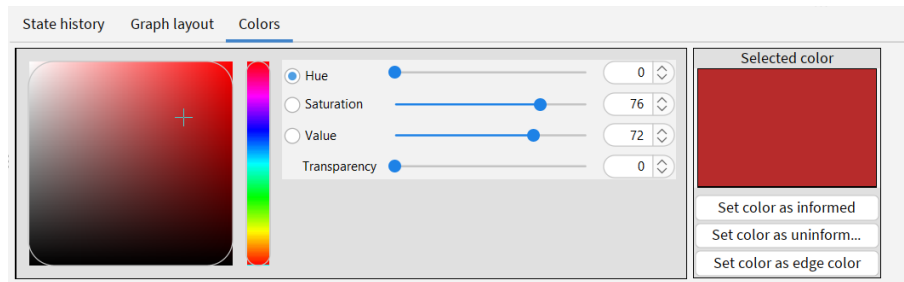 State history Graph layout Colors
Selected color
Hue 0
Saturation 76
Value 72
Transparency 0
Set color as informed
Set color as uninform...
Set color as edge color